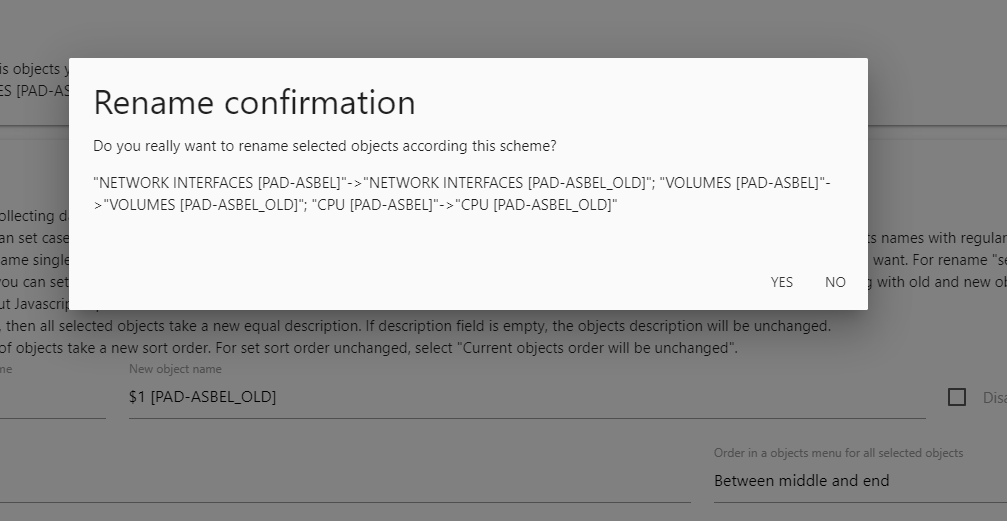 is objects y
ES [PAD-AS
Rename confirmation
Do you really want to rename selected objects according this scheme?
"NETWORK INTERFACES [PAD-ASBEL]"->"NETWORK INTERFACES [PAD-ASBEL_OLD]"; "VOLUMES [PAD-ASBEL]"-
>"VOLUMES [PAD-ASBEL_OLD]"; "CPU [PAD-ASBEL]"->"CPU [PAD-ASBEL_OLD]"
YES NO
ollecting d
an set case ts names with regular
ame single want. For rename "se
you can set g with old and new ob
ut Javascrip
, then all selected objects take a new equal description. If description field is empty, the objects description will be unchanged.
of objects take a new sort order. For set sort order unchanged, select "Current objects order will be unchanged".
me New object name
$1 [PAD-ASBEL_OLD] Disa
Order in a objects menu for all selected objects
Between middle and end